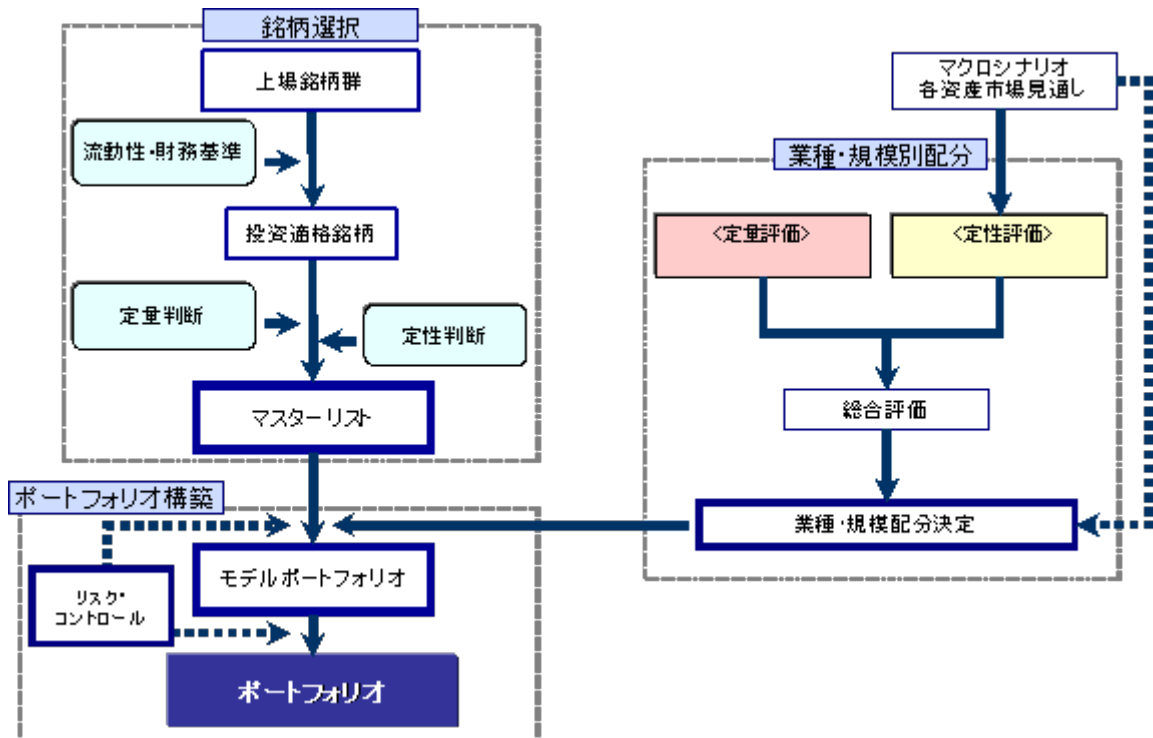 銘柄選択
上場銘柄群
流動性・財務基準
投資適格銘柄
定量判断
定性判断
マスターリスト
マクロシナリオ
各資産市場見通し
業種・規模別配分
<定量評価>
<定性評価>
総合評価
業種・規模配分決定
ポートフォリオ構築
モデルポートフォリオ
リスク・
コントロール
ポートフォリオ